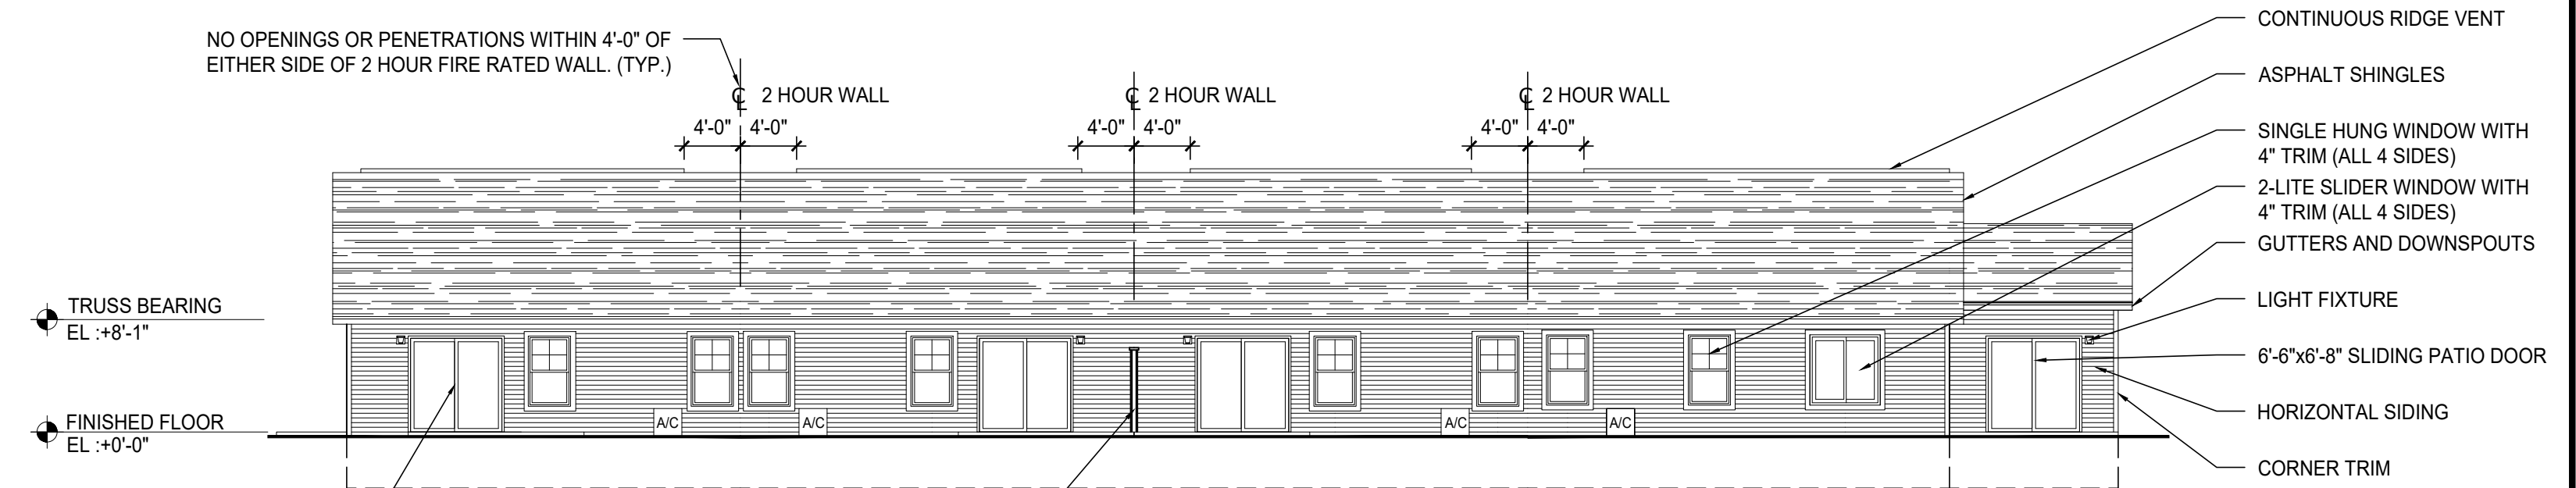 NO OPENINGS OR PENETRATIONS WITHIN 4'-0" OF
EITHER SIDE OF 2 HOUR FIRE RATED WALL. (TYP.)
℄ 2 HOUR WALL
℄ 2 HOUR WALL
℄ 2 HOUR WALL
4'-0" 4'-0"
4'-0" 4'-0"
4'-0" 4'-0"
CONTINUOUS RIDGE VENT
ASPHALT SHINGLES
SINGLE HUNG WINDOW WITH
4" TRIM (ALL 4 SIDES)
2-LITE SLIDER WINDOW WITH
4" TRIM (ALL 4 SIDES)
GUTTERS AND DOWNSPOUTS
LIGHT FIXTURE
6'-6"x6'-8" SLIDING PATIO DOOR
HORIZONTAL SIDING
CORNER TRIM
TRUSS BEARING
EL :+8'-1"
FINISHED FLOOR
EL :+0'-0"
A/C
A/C
A/C
A/C